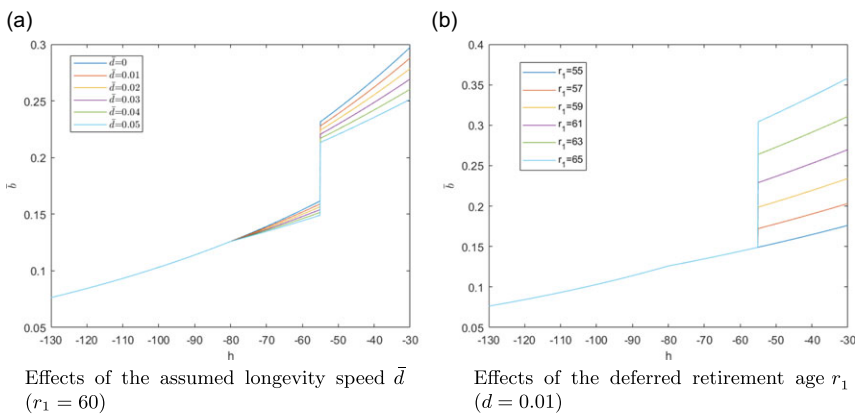 (a)
0.3
0.25
0.2
0.15
0.1
0.05
b̄
d̄=0
d̄=0.01
d̄=0.02
d̄=0.03
d̄=0.04
d̄=0.05
-130 -120 -110 -100 -90 -80 -70 -60 -50 -40 -30
h
Effects of the assumed longevity speed d̄
(r₁ = 60)
(b)
0.4
0.35
0.3
0.25
0.2
0.15
0.1
0.05
b̄
r₁=55
r₁=57
r₁=59
r₁=61
r₁=63
r₁=65
-130 -120 -110 -100 -90 -80 -70 -60 -50 -40 -30
h
Effects of the deferred retirement age r₁
(d = 0.01)